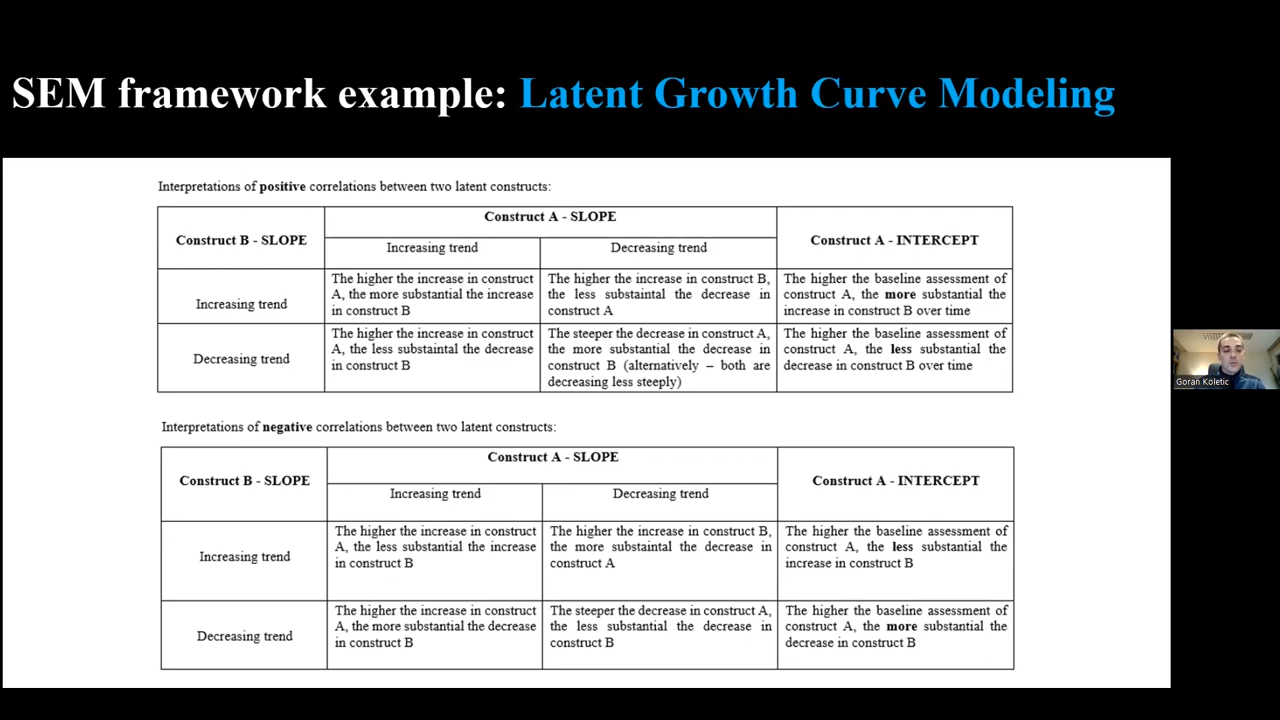 SEM framework example: Latent Growth Curve Modeling
Interpretations of positive correlations between two latent constructs:
Construct B - SLOPE
Construct A - SLOPE
Construct A - INTERCEPT
Increasing trend
Decreasing trend
Increasing trend
The higher the increase in construct
A, the more substantial the increase
in construct B
The higher the increase in construct B,
the less substaintal the decrease in
construct A
The higher the baseline assessment of
construct A, the more substantial the
increase in construct B over time
Decreasing trend
The higher the increase in construct
A, the less substaintal the decrease
in construct B
The steeper the decrease in construct A,
the more substantial the decrease in
construct B (alternatively – both are
decreasing less steeply)
The higher the baseline assessment of
construct A, the less substantial the
decrease in construct B over time
Goran Koletic
Interpretations of negative correlations between two latent constructs:
Construct B - SLOPE
Construct A - SLOPE
Construct A - INTERCEPT
Increasing trend
Decreasing trend
Increasing trend
The higher the increase in construct
A, the less substantial the increase
in construct B
The higher the increase in construct B,
the more substaintal the decrease in
construct A
The higher the baseline assessment of
construct A, the less substantial the
increase in construct B
Decreasing trend
The higher the increase in construct
A, the more substantial the decrease
in construct B
The steeper the decrease in construct A,
the less substantial the decrease in
construct B
The higher the baseline assessment of
construct A, the more substantial the
decrease in construct B